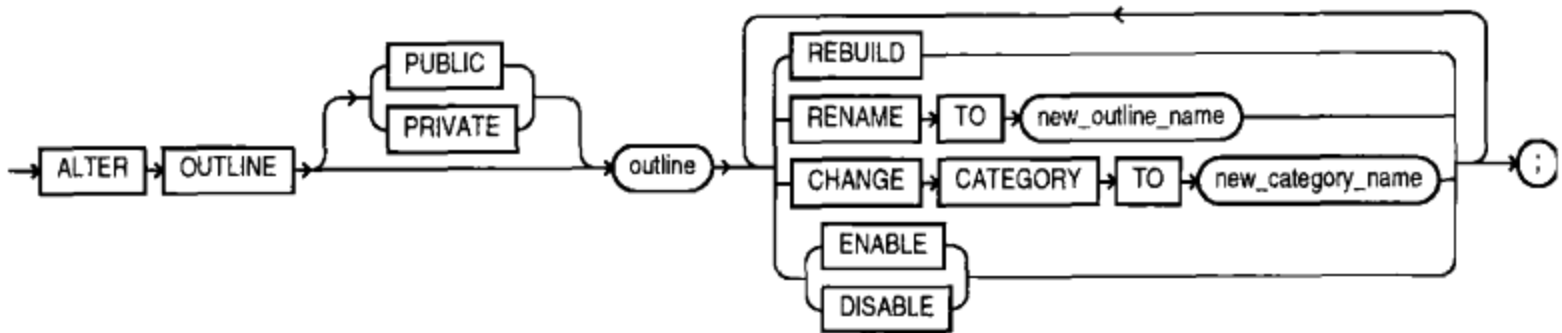 ALTER OUTLINE
PUBLIC
PRIVATE
outline
REBUILD
RENAME TO new_outline_name
CHANGE CATEGORY TO new_category_name
ENABLE
DISABLE
;